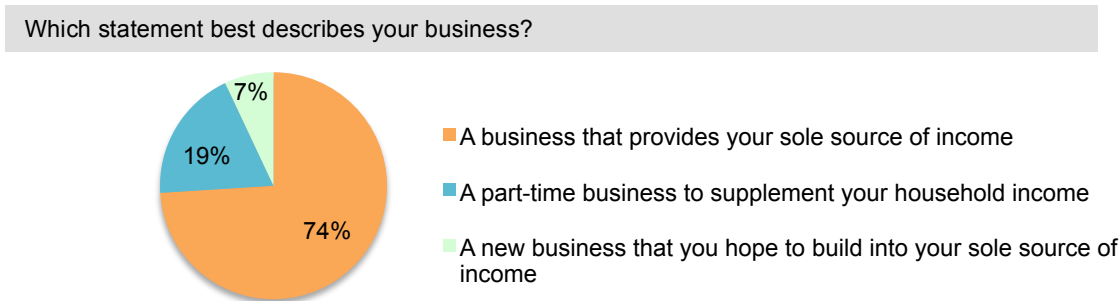 Which statement best describes your business?
7%
19%
74%
A business that provides your sole source of income
A part-time business to supplement your household income
A new business that you hope to build into your sole source of
income